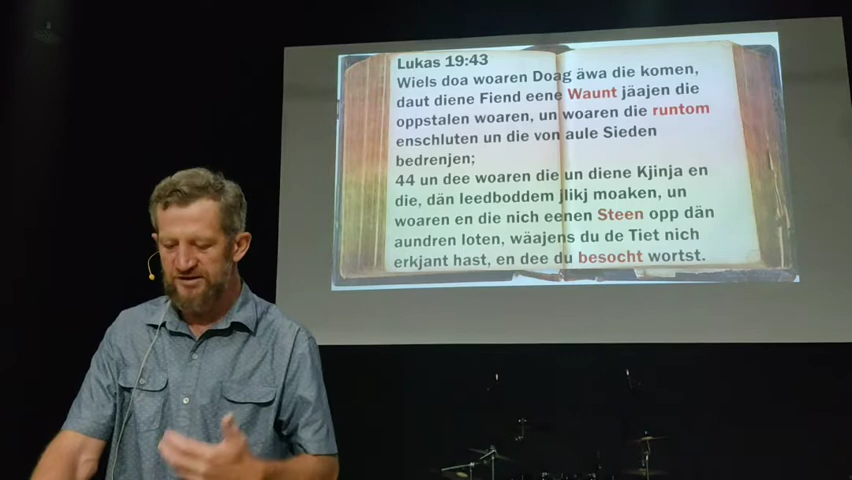 Lukas 19:43
Wiels doa woaren Doag äwa die komen,
daut diene Fiend eene Waunt jäajen die
oppstalen woaren, un woaren die runtom
enschluten un die von aule Sieden
bedrenjen;
44 un dee woaren die un diene Kjinja en
die, dän leedboddem jlikj moaken, un
woaren en die nich eenen Steen opp dän
aundren loten, wäajens du de Tiet nich
erkjant hast, en dee du besocht wortst.